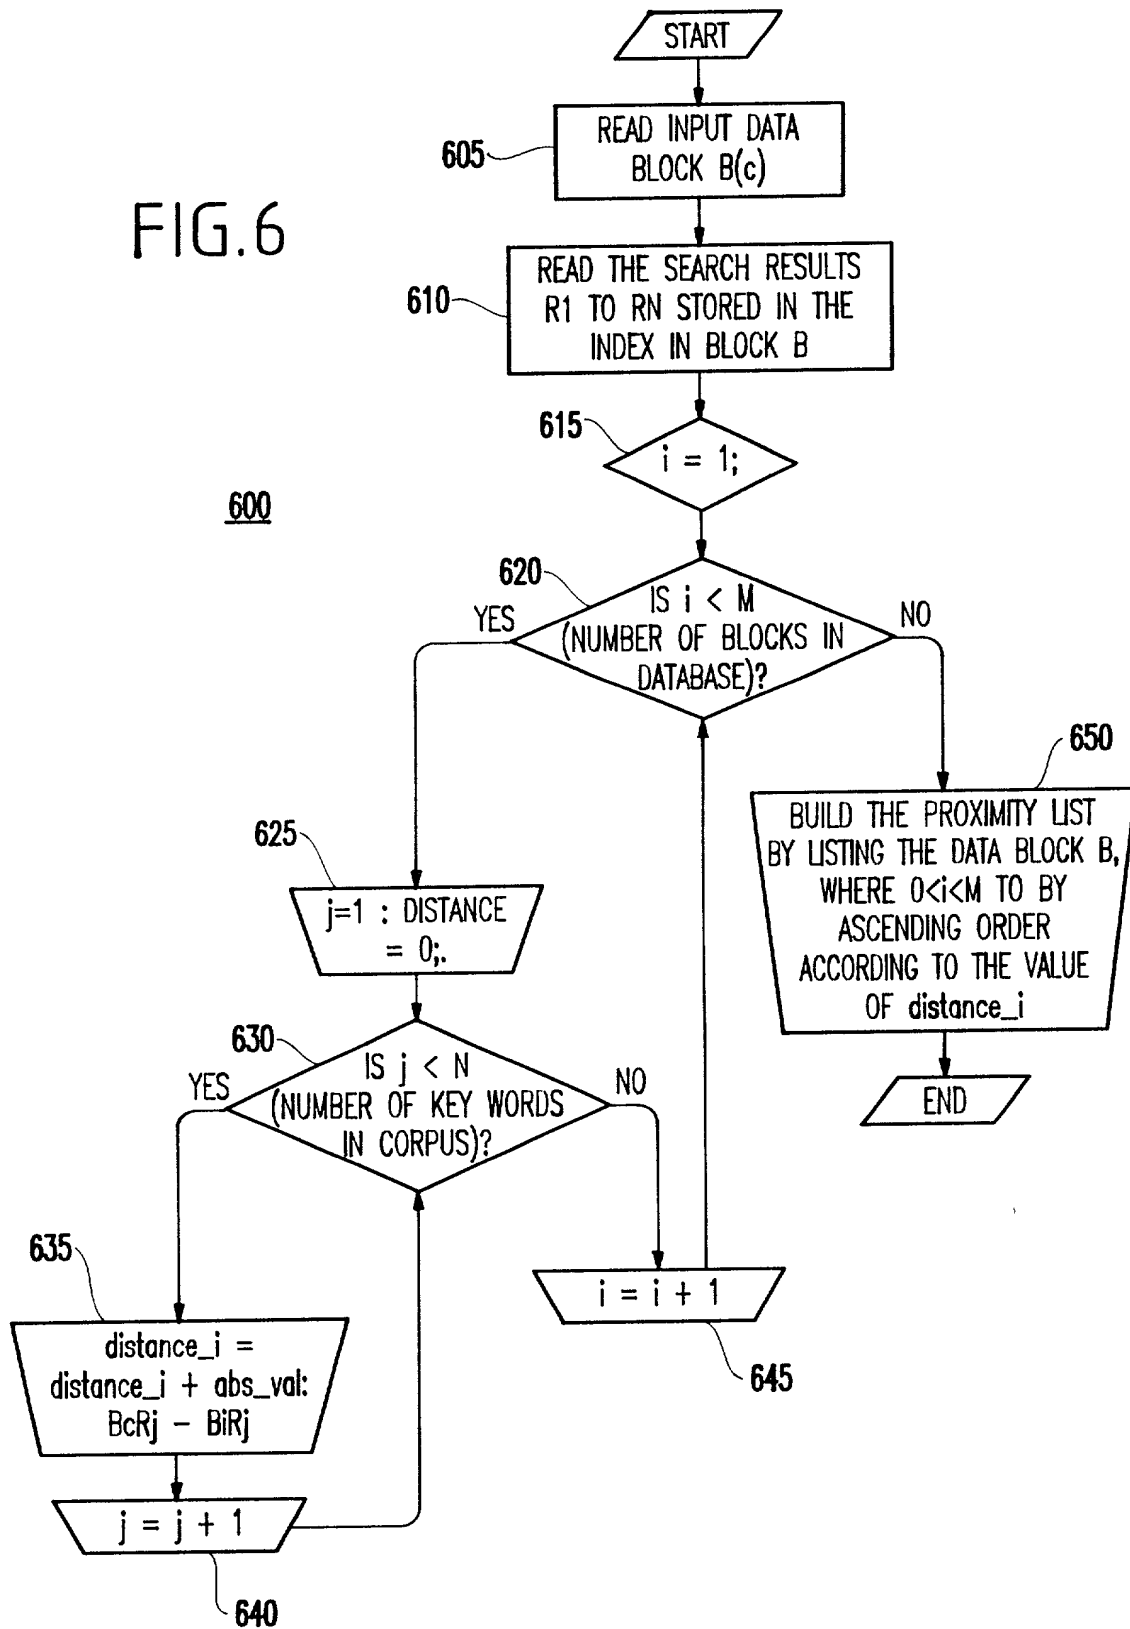 START
READ INPUT DATA
BLOCK B(c)
605
FIG.6
READ THE SEARCH RESULTS
R1 TO RN STORED IN THE
INDEX IN BLOCK B
610
615
i = 1;
600
620
IS i < M
(NUMBER OF BLOCKS IN
DATABASE)?
YES
NO
650
BUILD THE PROXIMITY LIST
BY LISTING THE DATA BLOCK B,
WHERE 0<i<M TO BY
ASCENDING ORDER
ACCORDING TO THE VALUE
OF distance_i
END
625
j=1 : DISTANCE
= 0;.
630
IS j < N
(NUMBER OF KEY WORDS
IN CORPUS)?
YES
NO
635
distance_i =
distance_i + abs_val:
BcRj - BiRj
i = i + 1
645
j = j + 1
640